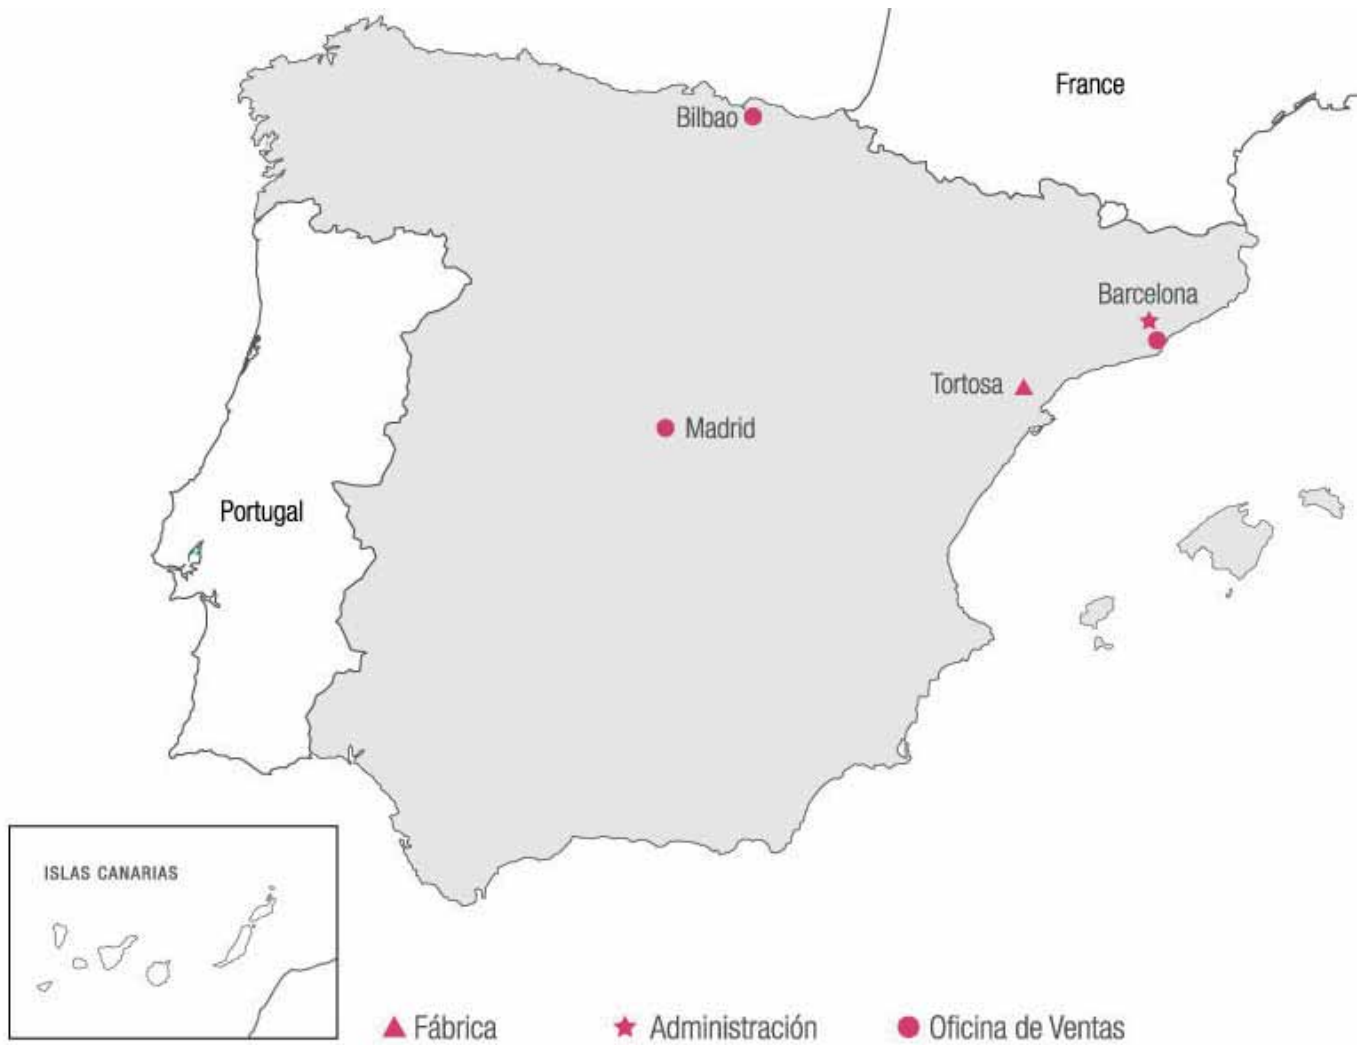 France
Bilbao
Barcelona
Tortosa
Madrid
Portugal
ISLAS CANARIAS
Fábrica
Administración
Oficina de Ventas